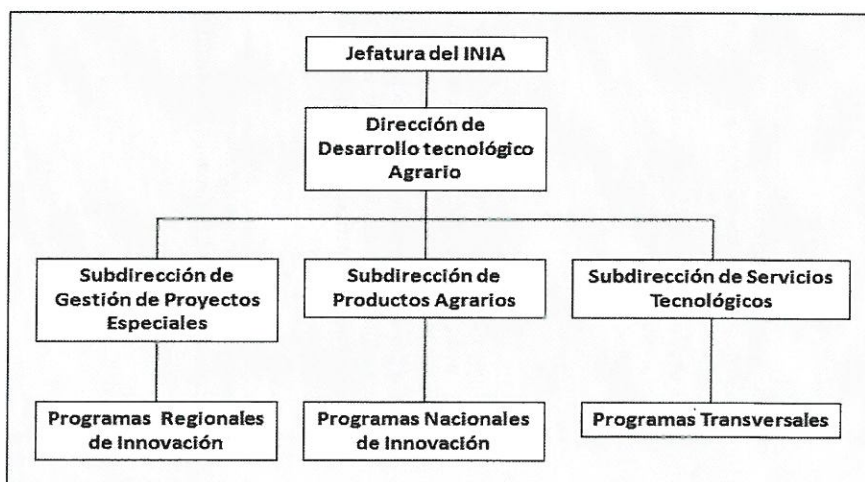 Jefatura del INIA
Dirección de
Desarrollo tecnológico
Agrario
Subdirección de
Gestión de Proyectos
Especiales
Subdirección de
Productos Agrarios
Subdirección de Servicios
Tecnológicos
Programas Regionales
de Innovación
Programas Nacionales
de Innovación
Programas Transversales